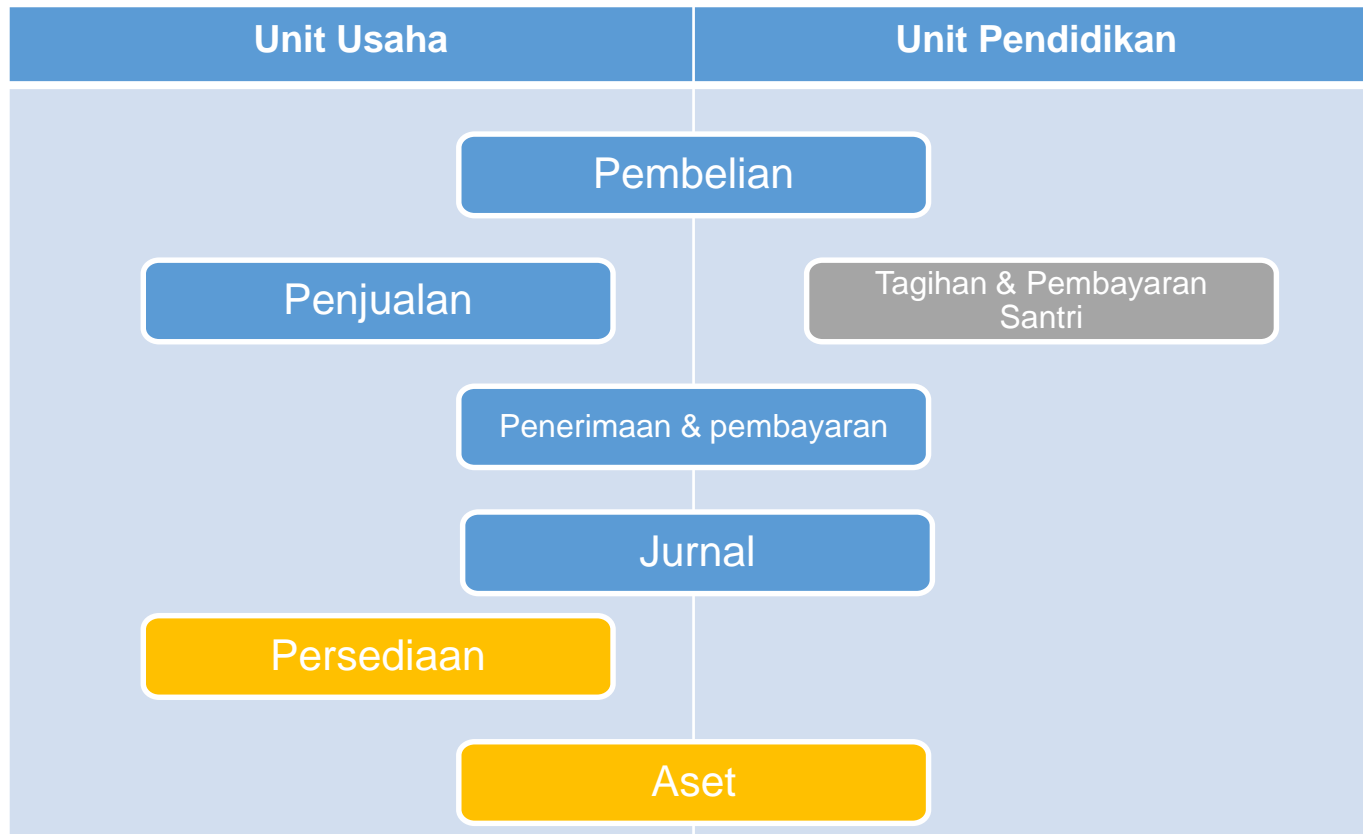 Unit Usaha
Unit Pendidikan
Pembelian
Penjualan
Tagihan & Pembayaran
Santri
Penerimaan & pembayaran
Jurnal
Persediaan
Aset